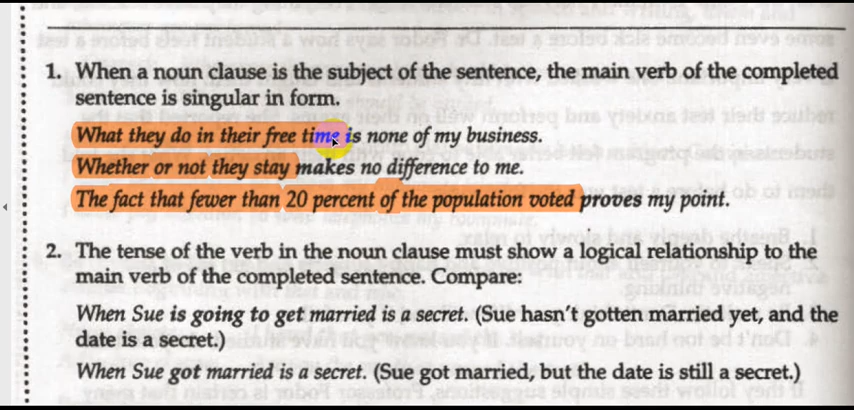 1. When a noun clause is the subject of the sentence, the main verb of the completed
sentence is singular in form.
What they do in their free time is none of my business.
Whether or not they stay makes no difference to me.
The fact that fewer than 20 percent of the population voted proves my point.
2. The tense of the verb in the noun clause must show a logical relationship to the
main verb of the completed sentence. Compare:
When Sue is going to get married is a secret. (Sue hasn't gotten married yet, and the
date is a secret.)
When Sue got married is a secret. (Sue got married, but the date is still a secret.)